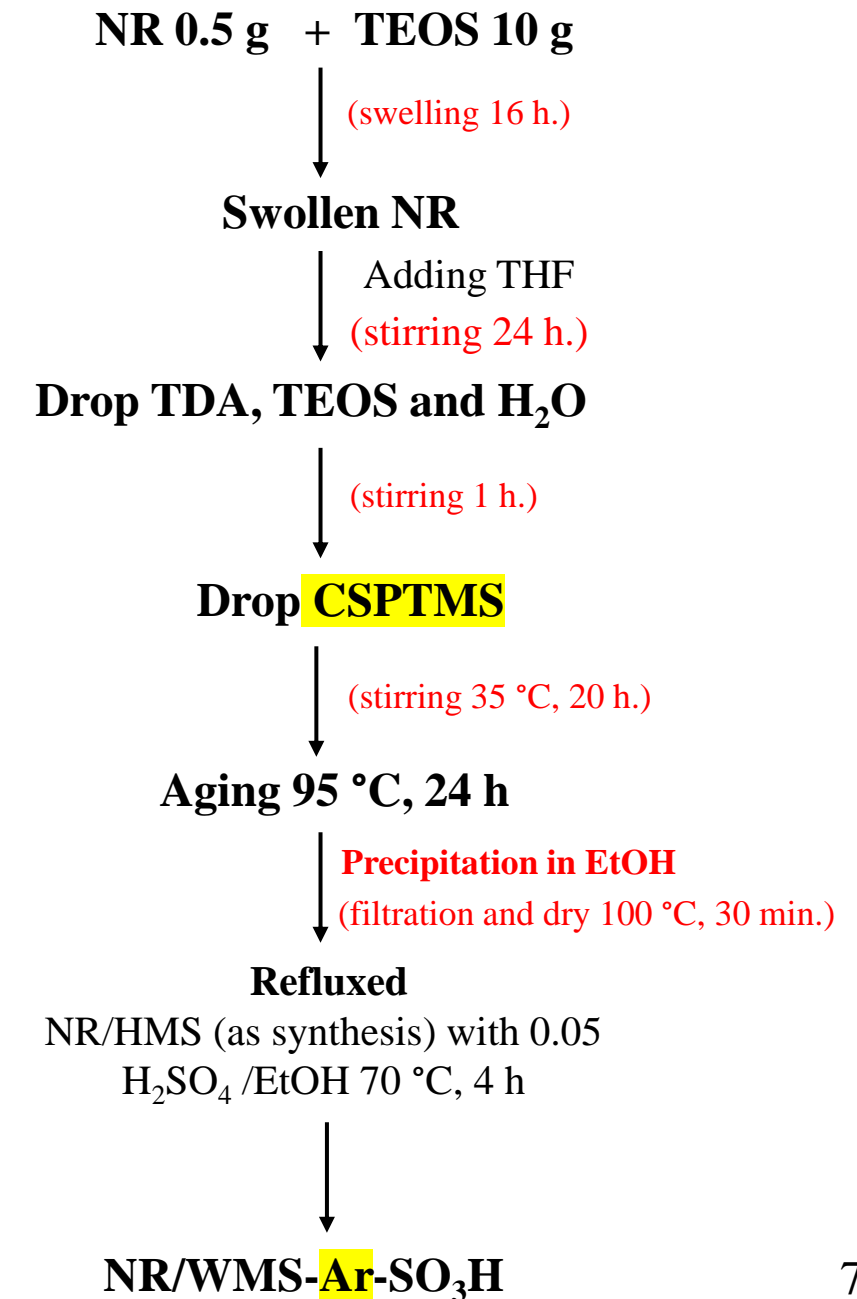 NR 0.5 g + TEOS 10 g
(swelling 16 h.)
Swollen NR
Adding THF
(stirring 24 h.)
Drop TDA, TEOS and H₂O
(stirring 1 h.)
Drop CSPTMS
(stirring 35 °C, 20 h.)
Aging 95 °C, 24 h
Precipitation in EtOH
(filtration and dry 100 °C, 30 min.)
Refluxed
NR/HMS (as synthesis) with 0.05
H₂SO₄ /EtOH 70 °C, 4 h
NR/WMS-Ar-SO₃H
7